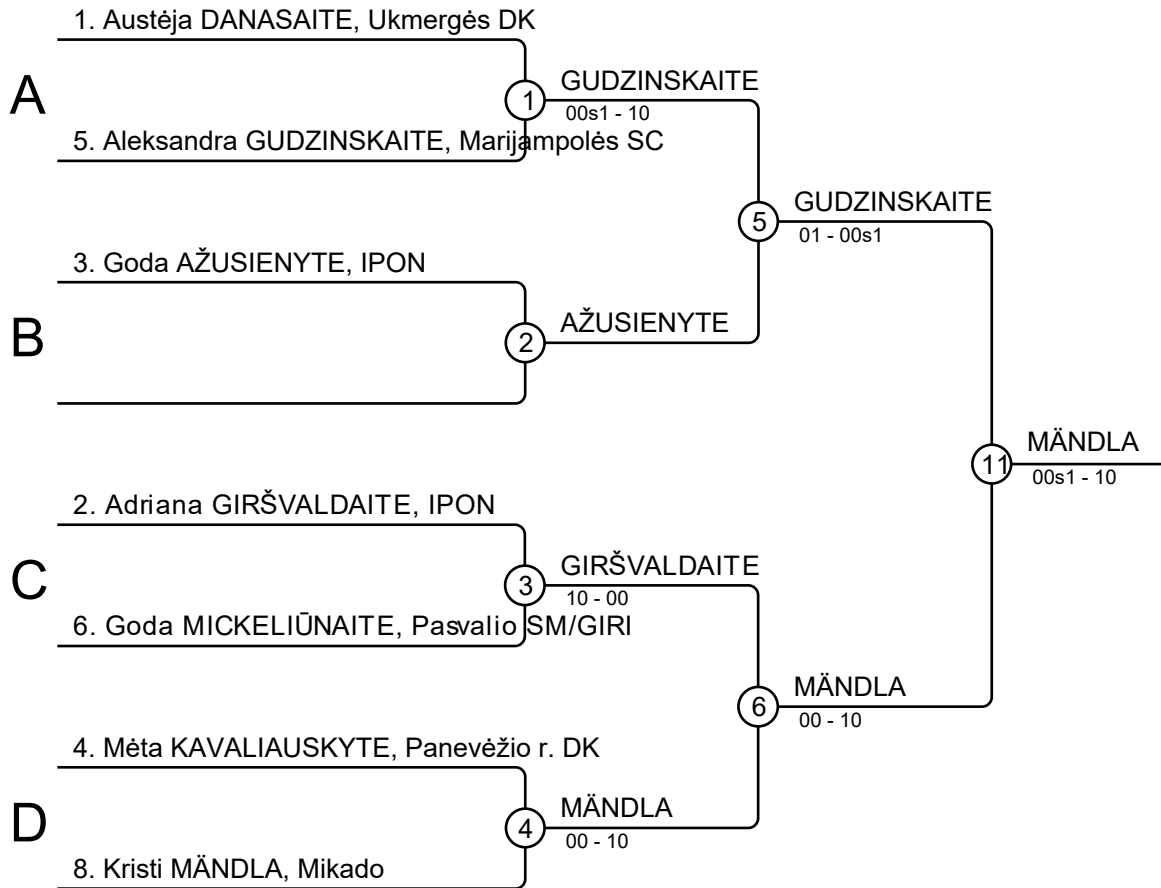 1. Austėja DANASAITE, Ukmergės DK
A
1
GUDZINSKAITE
00s1 - 10
5. Aleksandra GUDZINSKAITE, Marijampolės SC
5
GUDZINSKAITE
01 - 00s1
3. Goda AŽUSIENYTE, IPON
B
2
AŽUSIENYTE
11
MÄNDLA
00s1 - 10
2. Adriana GIRŠVALDAITE, IPON
C
3
GIRŠVALDAITE
10 - 00
6. Goda MICKELIŪNAITE, Pasvalio SM/GIRI
6
MÄNDLA
00 - 10
4. Mėta KAVALIAUSKYTE, Panevėžio r. DK
D
4
MÄNDLA
00 - 10
8. Kristi MÄNDLA, Mikado